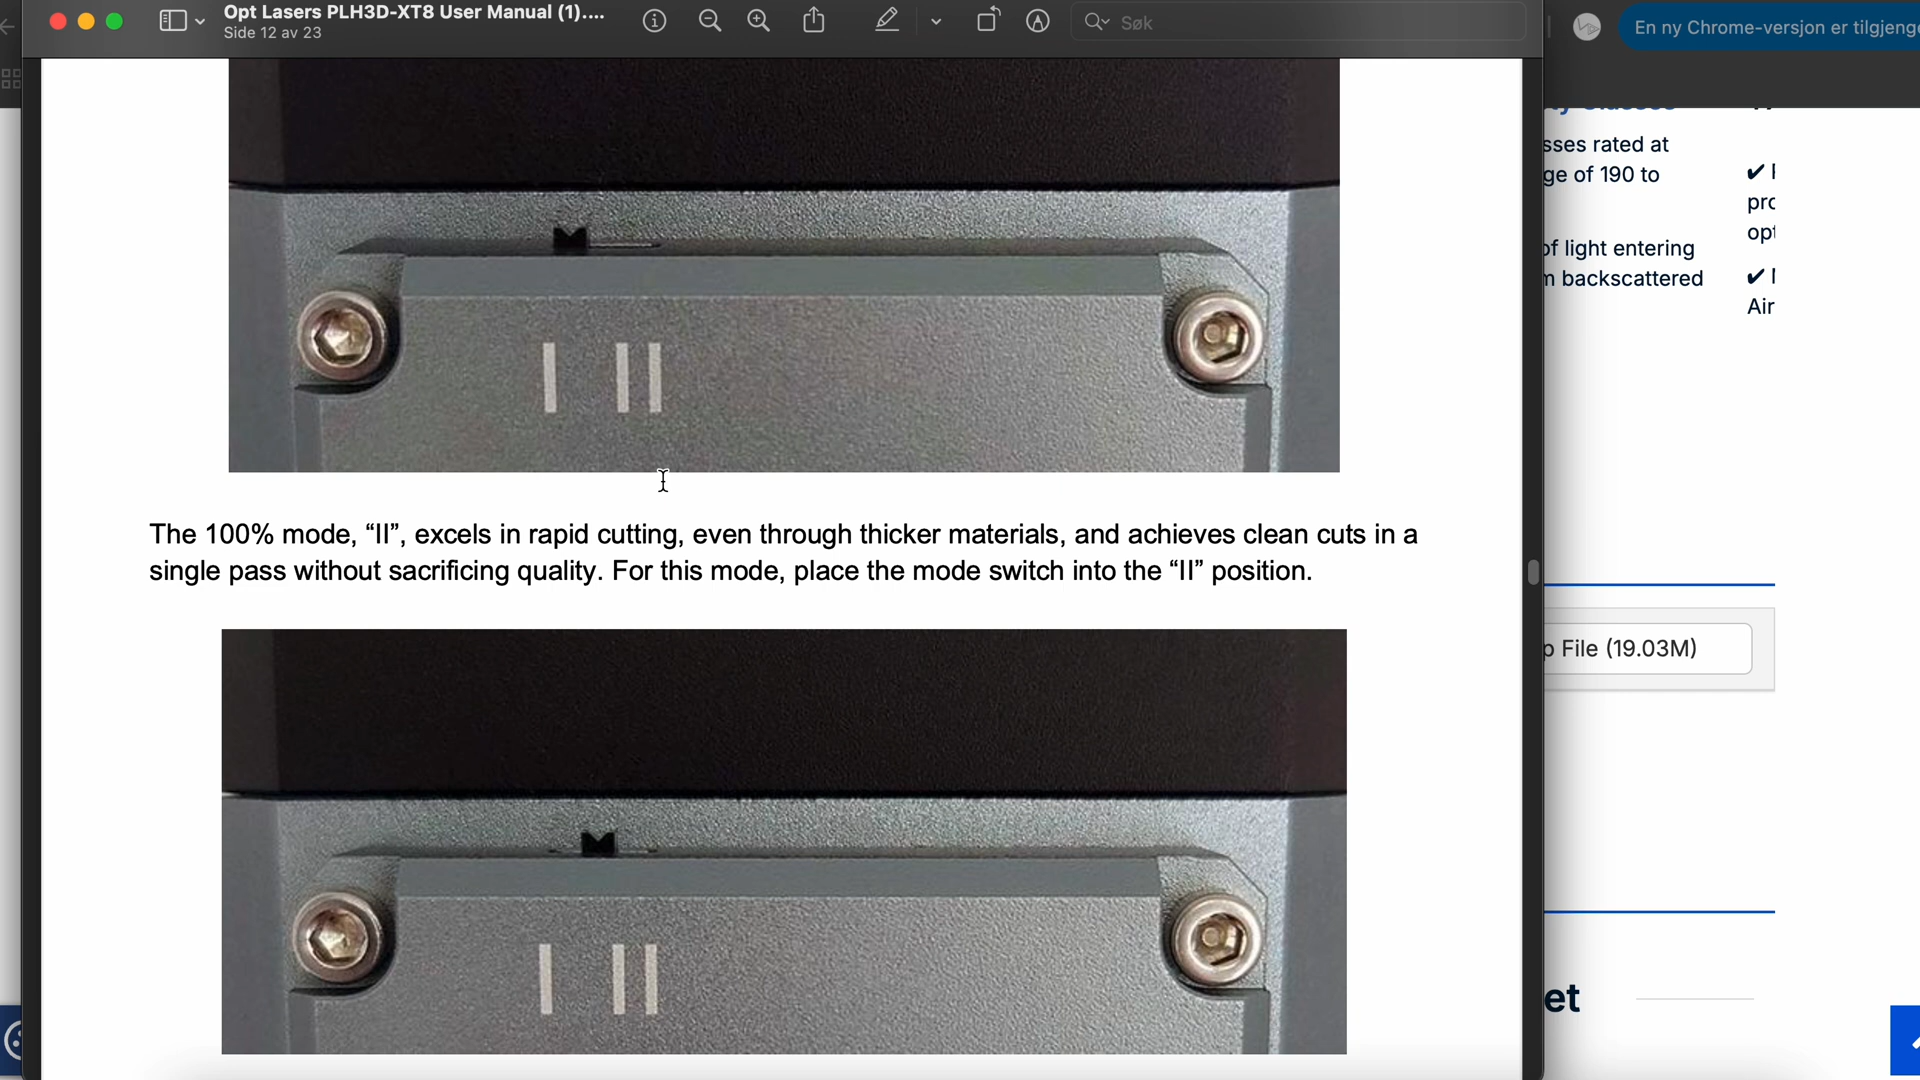 Opt Lasers PLH3D-XT8 User Manual (1)....
Side 12 av 23
Søk
En ny Chrome-versjon er tilgjenge
sses rated at
ge of 190 to
of light entering
m backscattered
✔
pro
opt
✔
Air
I II
The 100% mode, “II”, excels in rapid cutting, even through thicker materials, and achieves clean cuts in a
single pass without sacrificing quality. For this mode, place the mode switch into the “II” position.
p File (19.03M)
I II
et